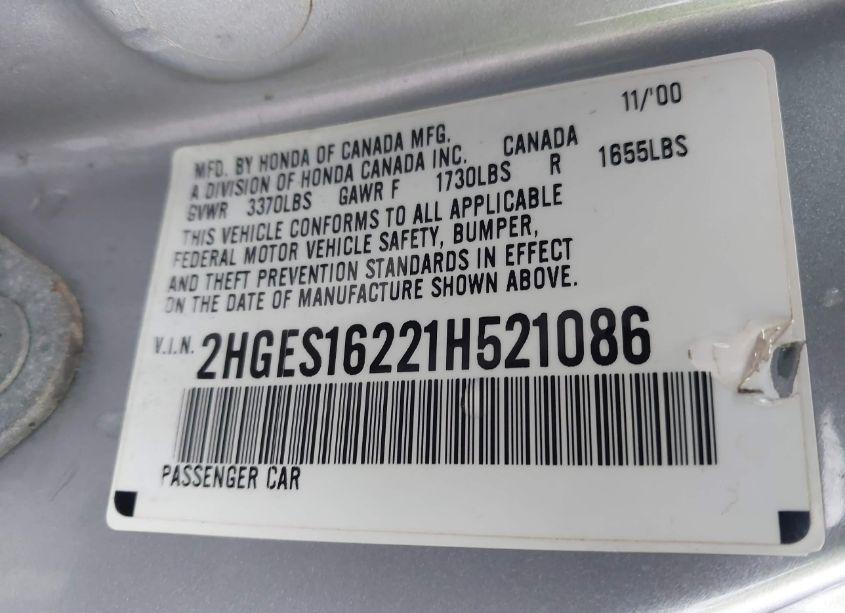 11/'00
MFD. BY HONDA OF CANADA MFG.
A DIVISION OF HONDA CANADA INC. CANADA
GVWR 3370LBS GAWR F 1730LBS R 1655LBS
THIS VEHICLE CONFORMS TO ALL APPLICABLE
FEDERAL MOTOR VEHICLE SAFETY, BUMPER,
AND THEFT PREVENTION STANDARDS IN EFFECT
ON THE DATE OF MANUFACTURE SHOWN ABOVE.
V.I.N. 2HGES16221H521086
PASSENGER CAR